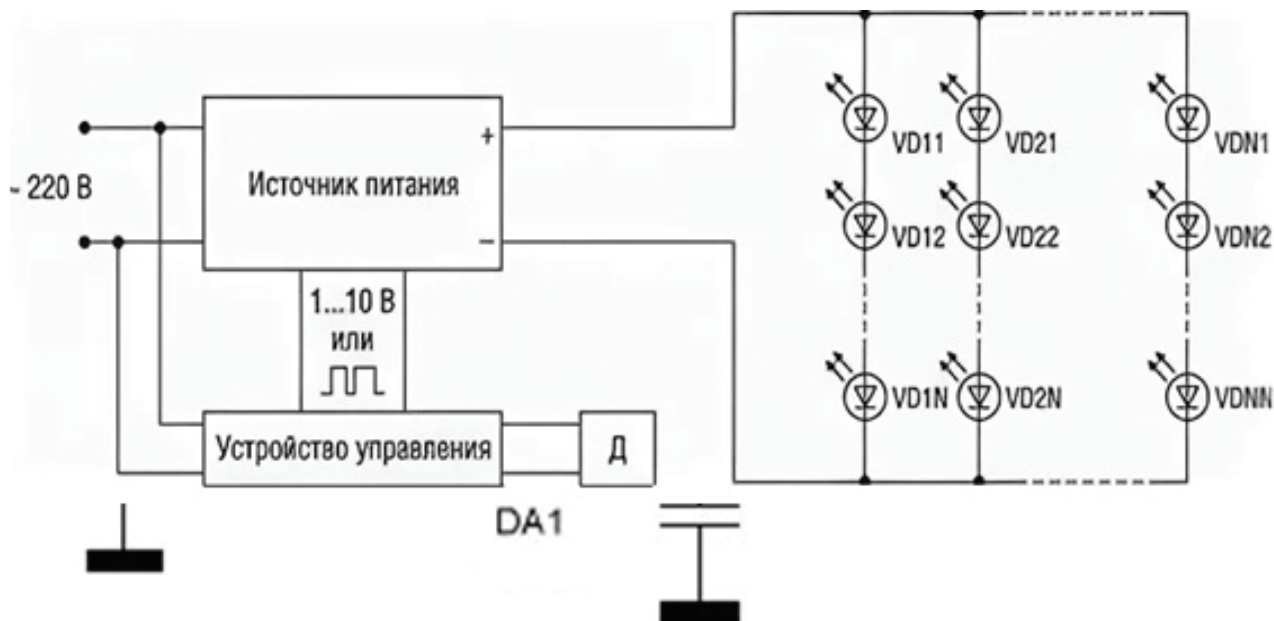 ~ 220 В
Источник питания
+
−
1...10 В
или
Устройство управления
Д
DA1
VD11
VD21
VDN1
VD12
VD22
VDN2
VD1N
VD2N
VDNN